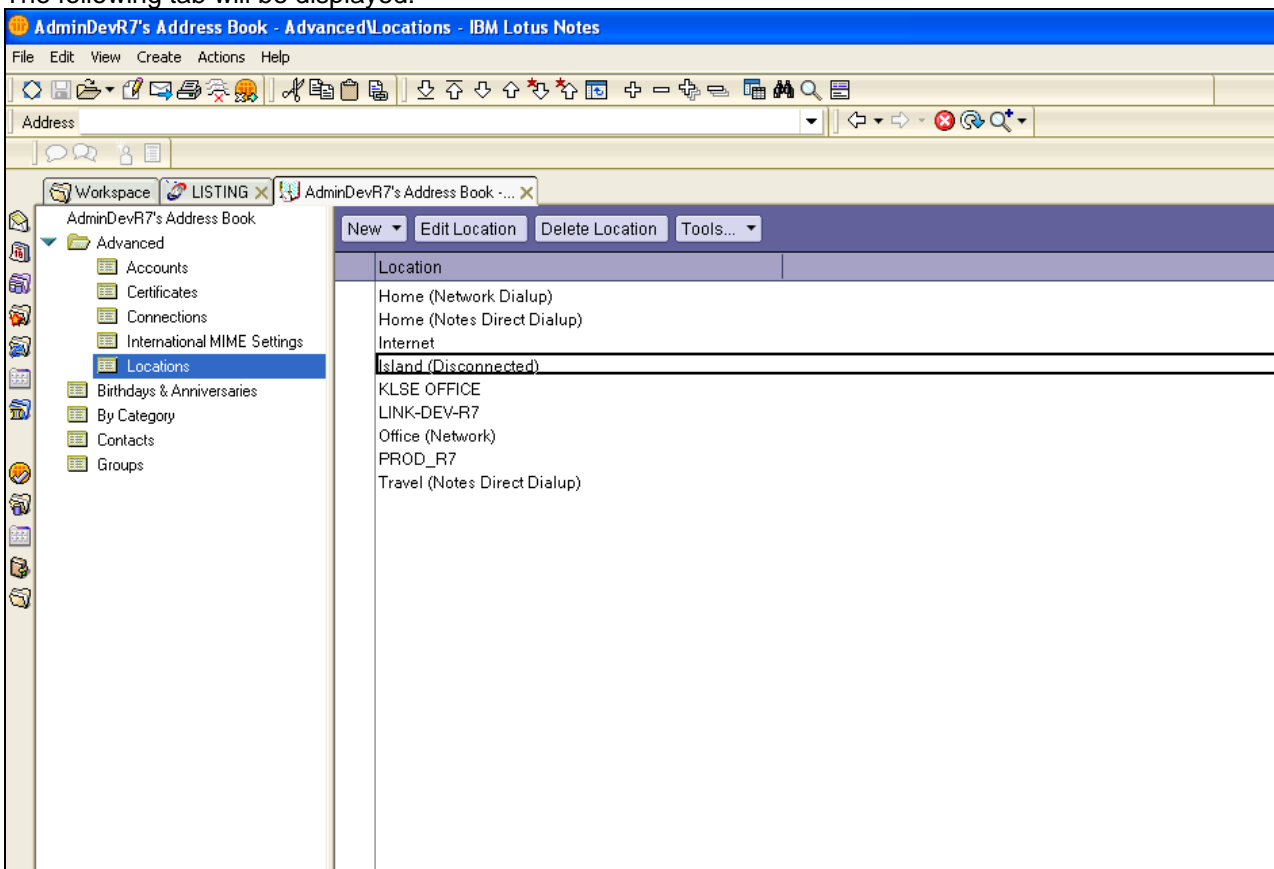 The following tab will be displayed.
AdminDevR7's Address Book - Advanced\Locations - IBM Lotus Notes
File Edit View Create Actions Help
Address
Workspace LISTING AdminDevR7's Address Book -...
AdminDevR7's Address Book
Advanced
Accounts
Certificates
Connections
International MIME Settings
Locations
Birthdays & Anniversaries
By Category
Contacts
Groups
New Edit Location Delete Location Tools...
Location
Home (Network Dialup)
Home (Notes Direct Dialup)
Internet
Island (Disconnected)
KLSE OFFICE
LINK-DEV-R7
Office (Network)
PROD_R7
Travel (Notes Direct Dialup)